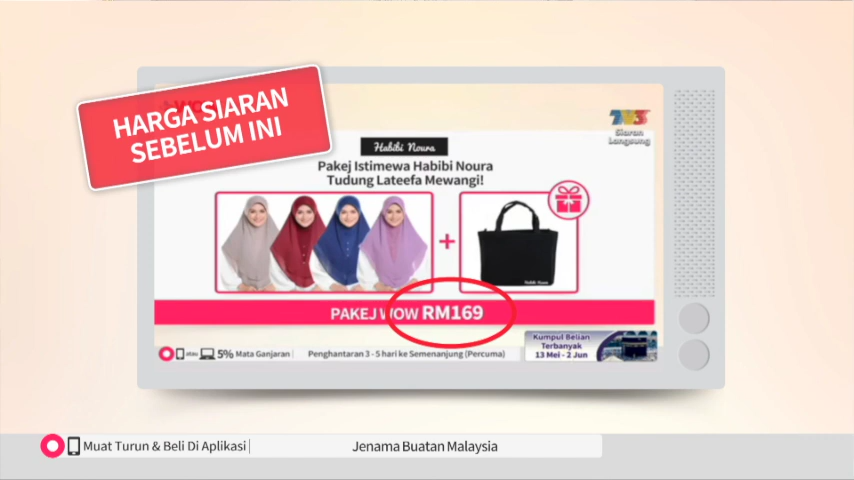 HARGA SIARAN
SEBELUM INI
TV3
Siaran
Langsung
Habibi Noura
Pakej Istimewa Habibi Noura
Tudung Lateefa Mewangi!
+
PAKEJ WOW RM169
atau 5% Mata Ganjaran
Penghantaran 3 - 5 hari ke Semenanjung (Percuma)
Kumpul Belian
Terbanyak
13 Mei - 2 Jun
Muat Turun & Beli Di Aplikasi
Jenama Buatan Malaysia